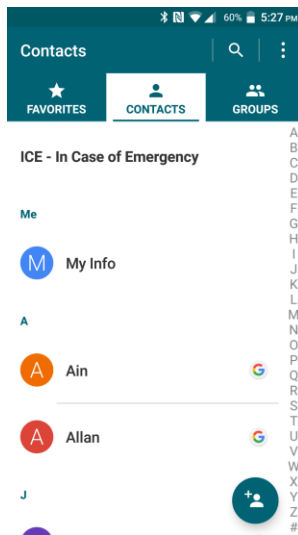 60% 5:27 PM
Contacts
FAVORITES CONTACTS GROUPS
ICE - In Case of Emergency
Me
M My Info
A
A Ain G
A Allan G
J
A
B
C
D
E
F
G
H
I
J
K
L
M
N
O
P
Q
R
S
T
U
V
W
X
Y
Z
#